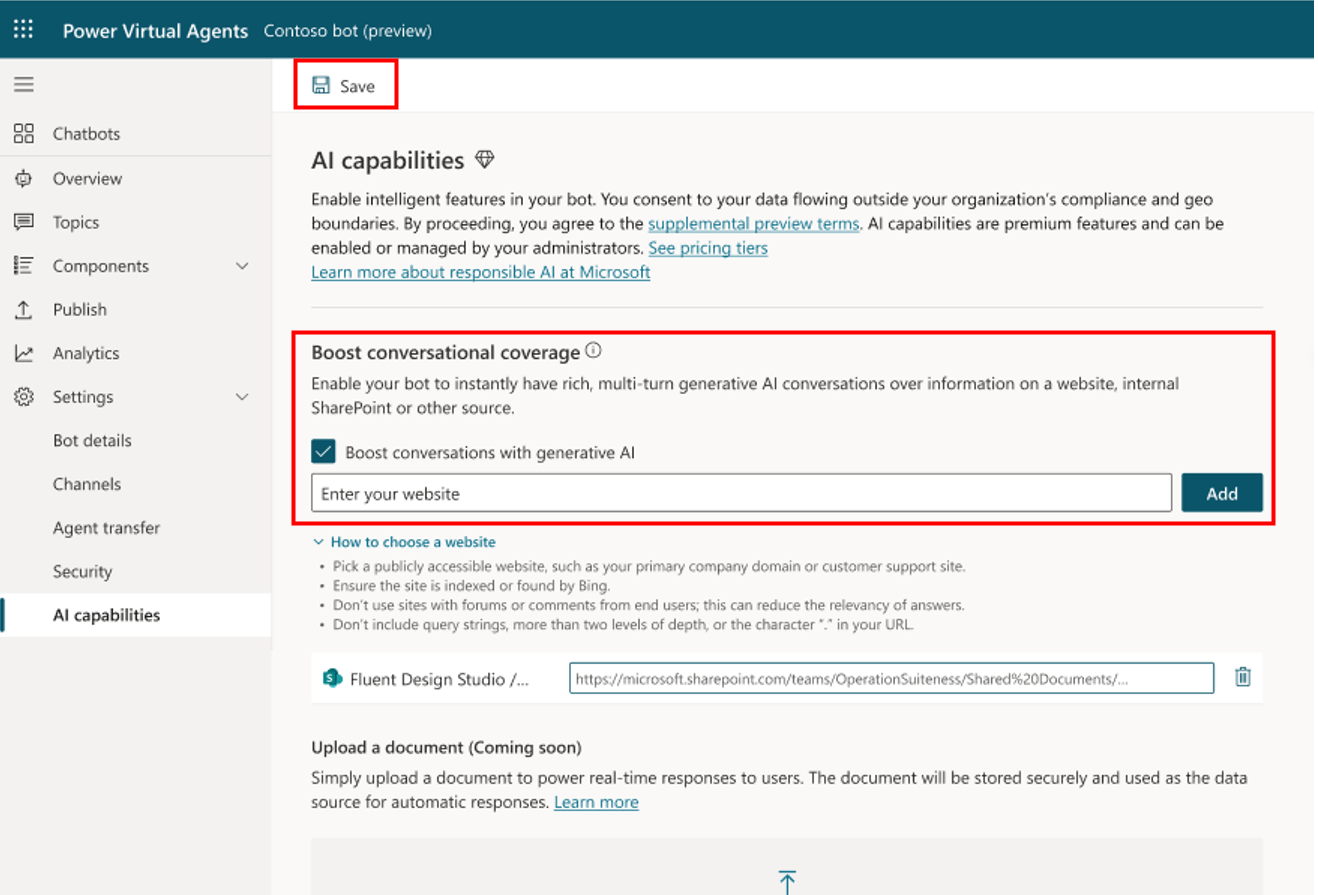 Power Virtual Agents Contoso bot (preview)
Save
Chatbots
Overview
Topics
Components
Publish
Analytics
Settings
Bot details
Channels
Agent transfer
Security
AI capabilities
AI capabilities
Enable intelligent features in your bot. You consent to your data flowing outside your organization's compliance and geo
boundaries. By proceeding, you agree to the supplemental preview terms. AI capabilities are premium features and can be
enabled or managed by your administrators. See pricing tiers
Learn more about responsible AI at Microsoft
Boost conversational coverage
Enable your bot to instantly have rich, multi-turn generative AI conversations over information on a website, internal
SharePoint or other source.
Boost conversations with generative AI
Enter your website
Add
How to choose a website
• Pick a publicly accessible website, such as your primary company domain or customer support site.
• Ensure the site is indexed or found by Bing.
• Don't use sites with forums or comments from end users; this can reduce the relevancy of answers.
• Don't include query strings, more than two levels of depth, or the character "." in your URL.
S Fluent Design Studio /...
https://microsoft.sharepoint.com/teams/OperationSuiteness/Shared%20Documents/...
Upload a document (Coming soon)
Simply upload a document to power real-time responses to users. The document will be stored securely and used as the data
source for automatic responses. Learn more